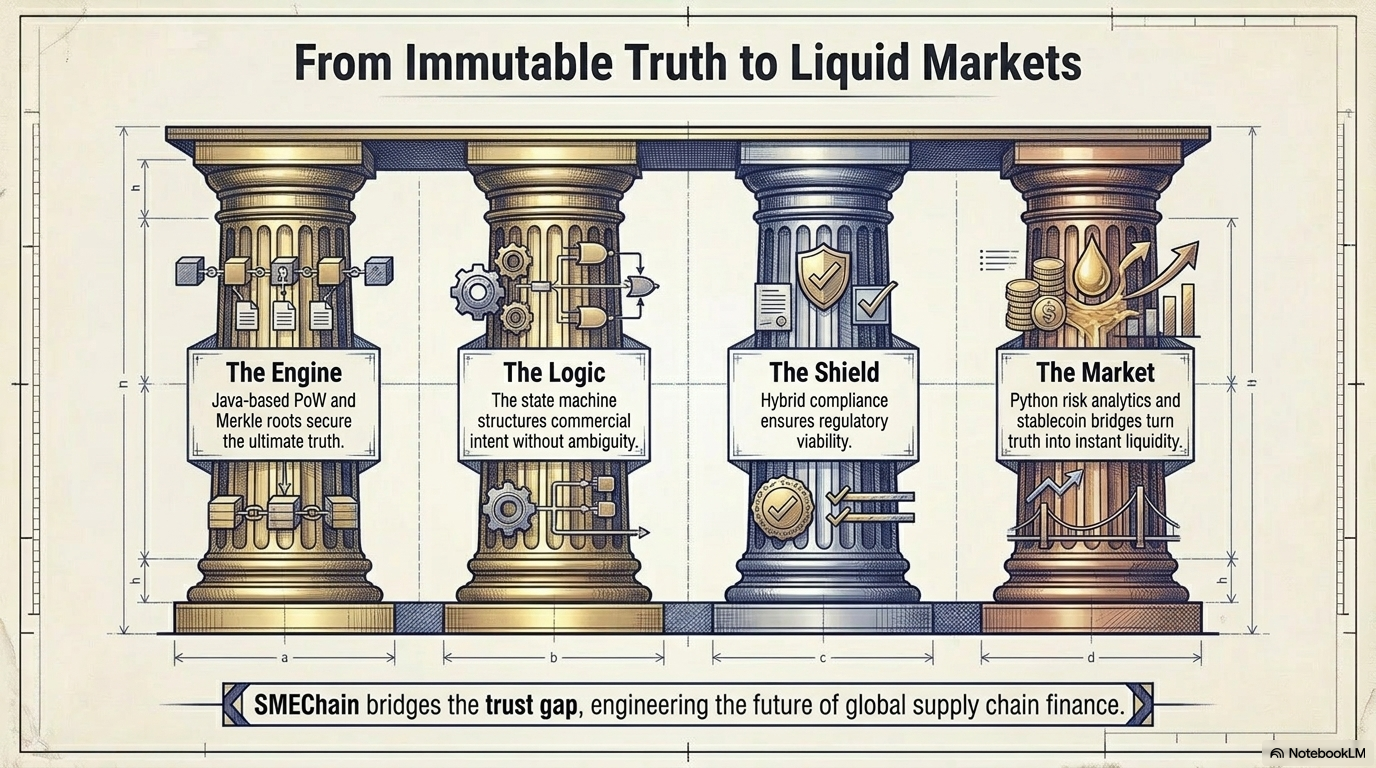 From Immutable Truth to Liquid Markets
h
n
h
The Engine
Java-based PoW and
Merkle roots secure
the ultimate truth.
The Logic
The state machine
structures commercial
intent without ambiguity.
The Shield
Hybrid compliance
ensures regulatory
viability.
The Market
Python risk analytics and
stablecoin bridges turn
truth into instant liquidity.
$
h
a
b
c
d
SMEChain bridges the trust gap, engineering the future of global supply chain finance.
NotebookLM